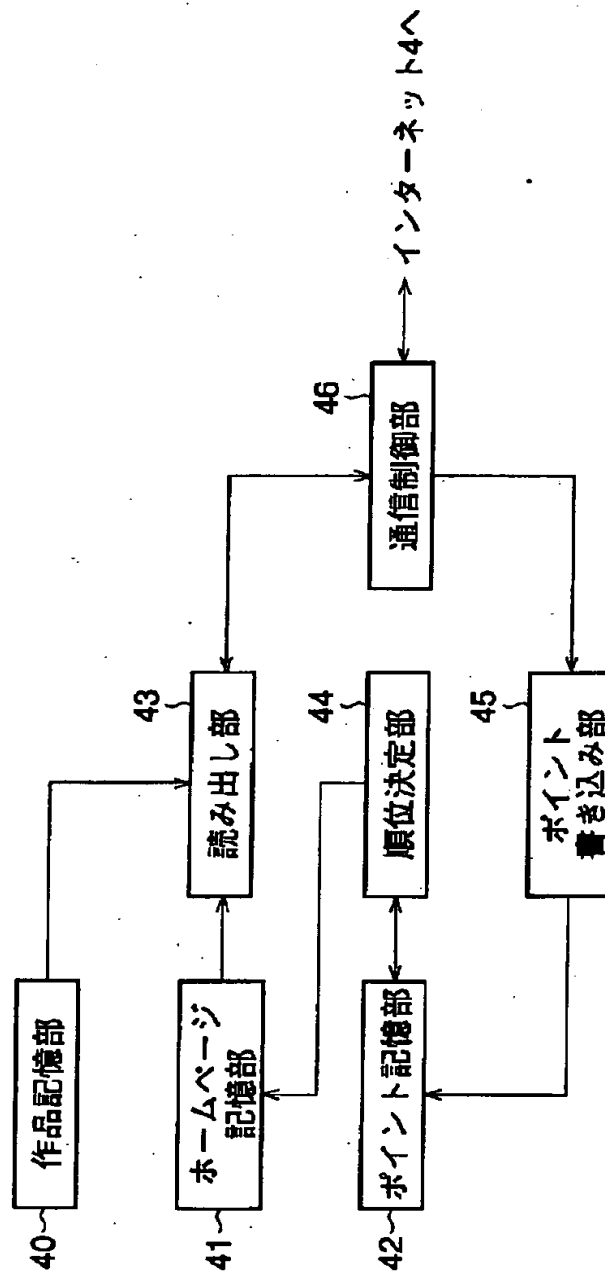 40
作品記憶部
41
ホームページ
記憶部
42
ポイント記憶部
43
読み出し部
44
順位決定部
45
ポイント
書き込み部
46
通信制御部
インターネット4へ